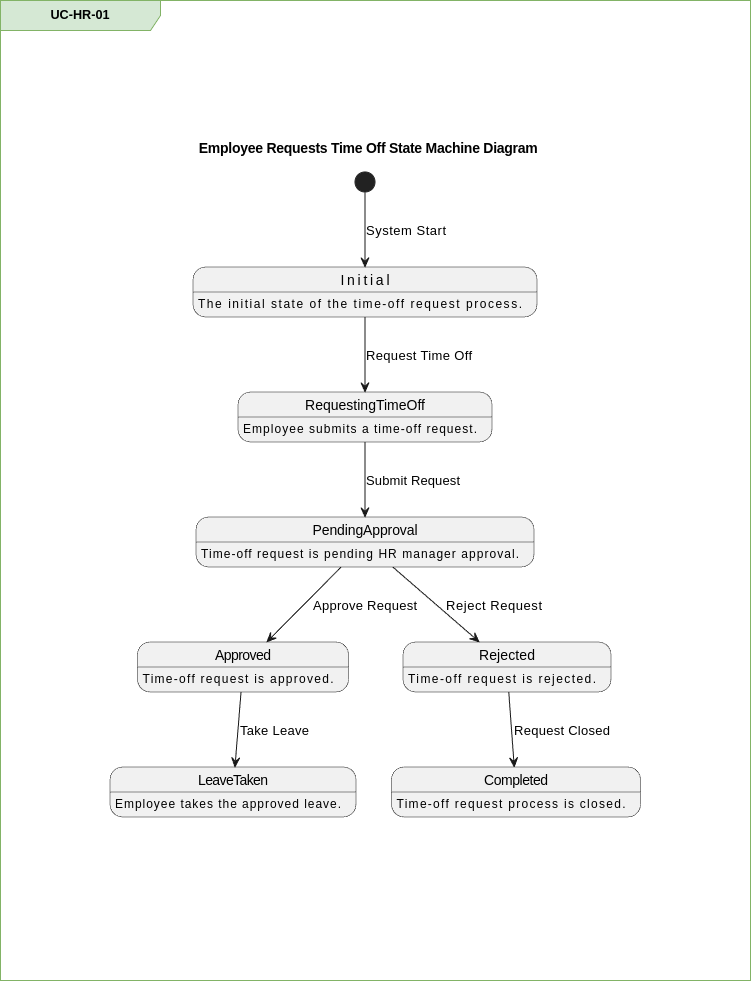 UC-HR-01
Employee Requests Time Off State Machine Diagram
System Start
Initial
The initial state of the time-off request process.
Request Time Off
RequestingTimeOff
Employee submits a time-off request.
Submit Request
PendingApproval
Time-off request is pending HR manager approval.
Approve Request
Reject Request
Approved
Time-off request is approved.
Rejected
Time-off request is rejected.
Take Leave
Request Closed
LeaveTaken
Employee takes the approved leave.
Completed
Time-off request process is closed.